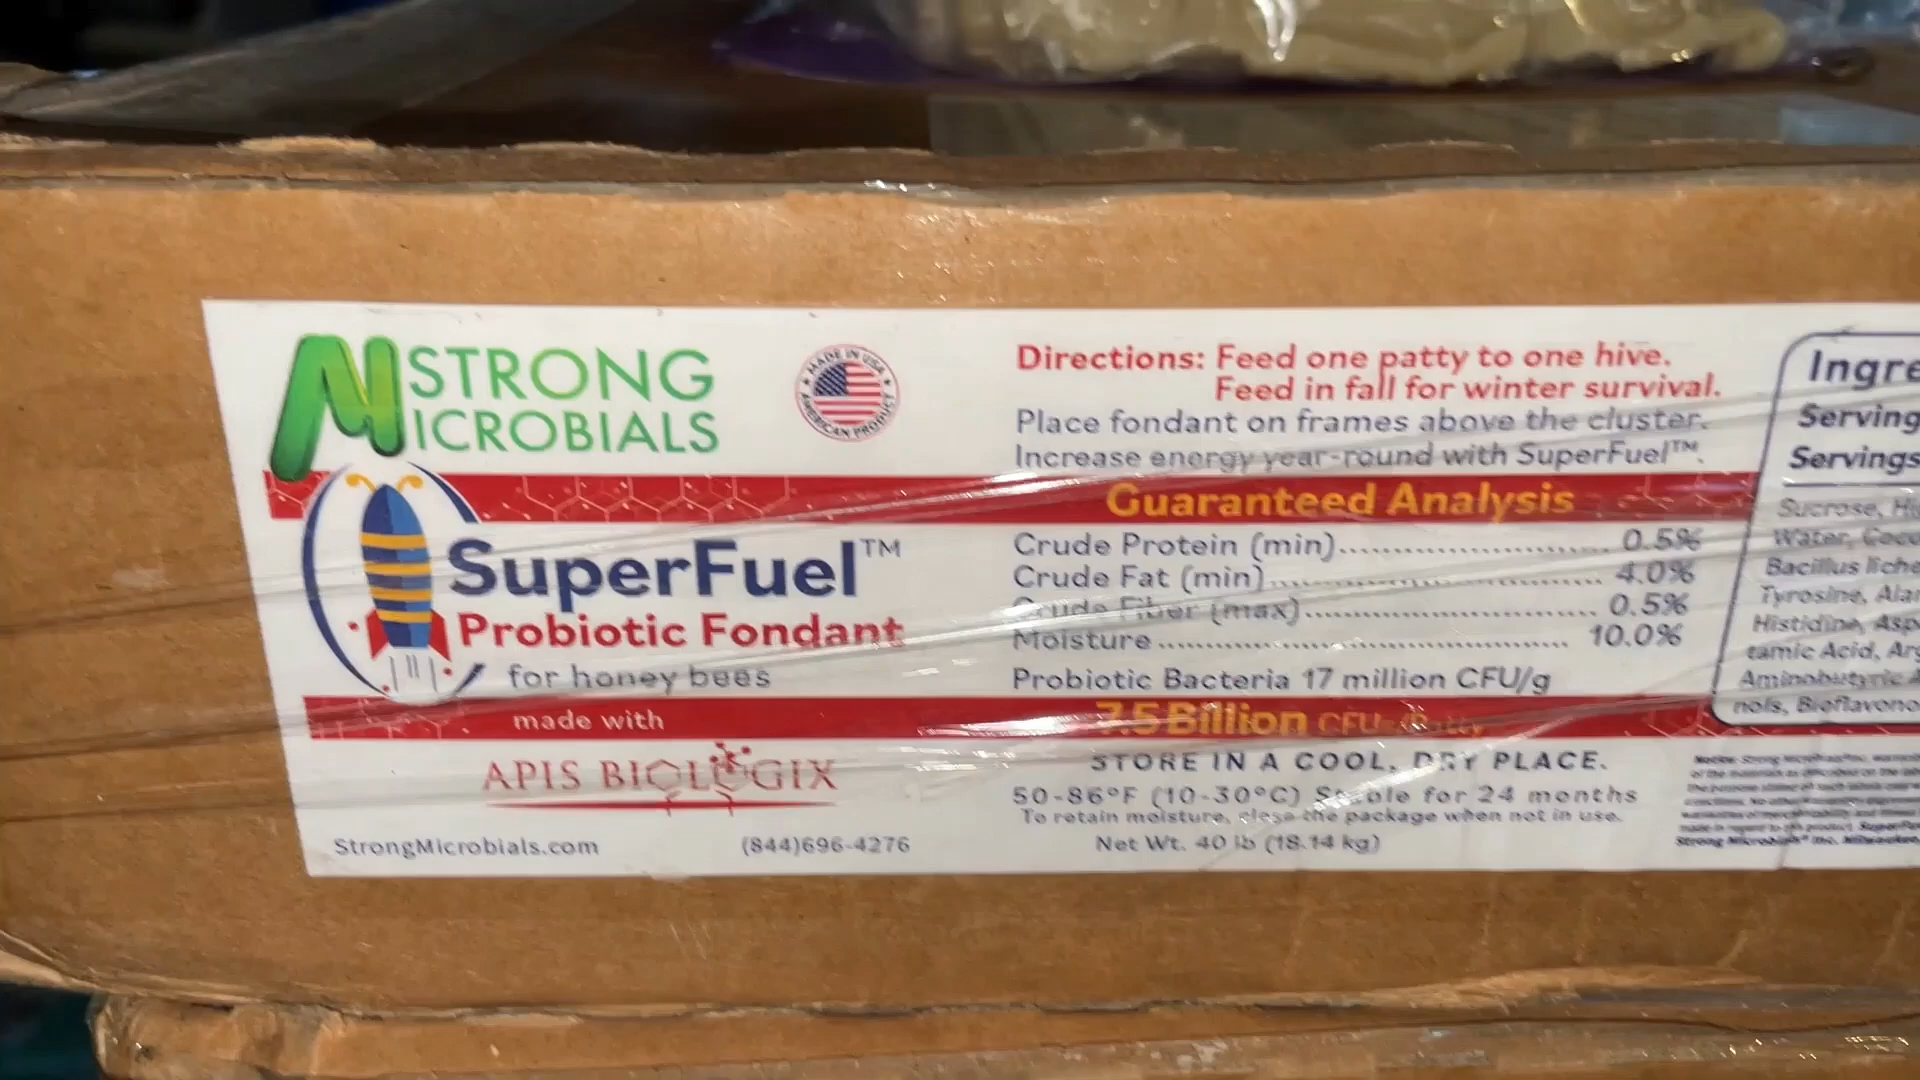 STRONG
MICROBIALS
MADE IN USA
AMERICAN PRODUCT
SuperFuel™
Probiotic Fondant
for honey bees
made with
APIS BIOLOGIX
StrongMicrobials.com (844)696-4276
Directions: Feed one patty to one hive.
Feed in fall for winter survival.
Place fondant on frames above the cluster.
Increase energy year-round with SuperFuel™.
Guaranteed Analysis
Crude Protein (min) 0.5%
Crude Fat (min) 4.0%
Crude Fiber (max) 0.5%
Moisture 10.0%
Probiotic Bacteria 17 million CFU/g
7.5 Billion CFU
STORE IN A COOL, DRY PLACE.
50-86°F (10-30°C) Stable for 24 months
To retain moisture, close the package when not in use.
Net Wt. 40 lb (18.14 kg)
Ingre
Serving
Servings
Sucrose,
Water,
Bacillus liche
Tyrosine, Alan
Histidine, Asp
tamic Acid, Arg
Aminobutyric A
nols, Bioflavono
Strong Microbials® Inc.